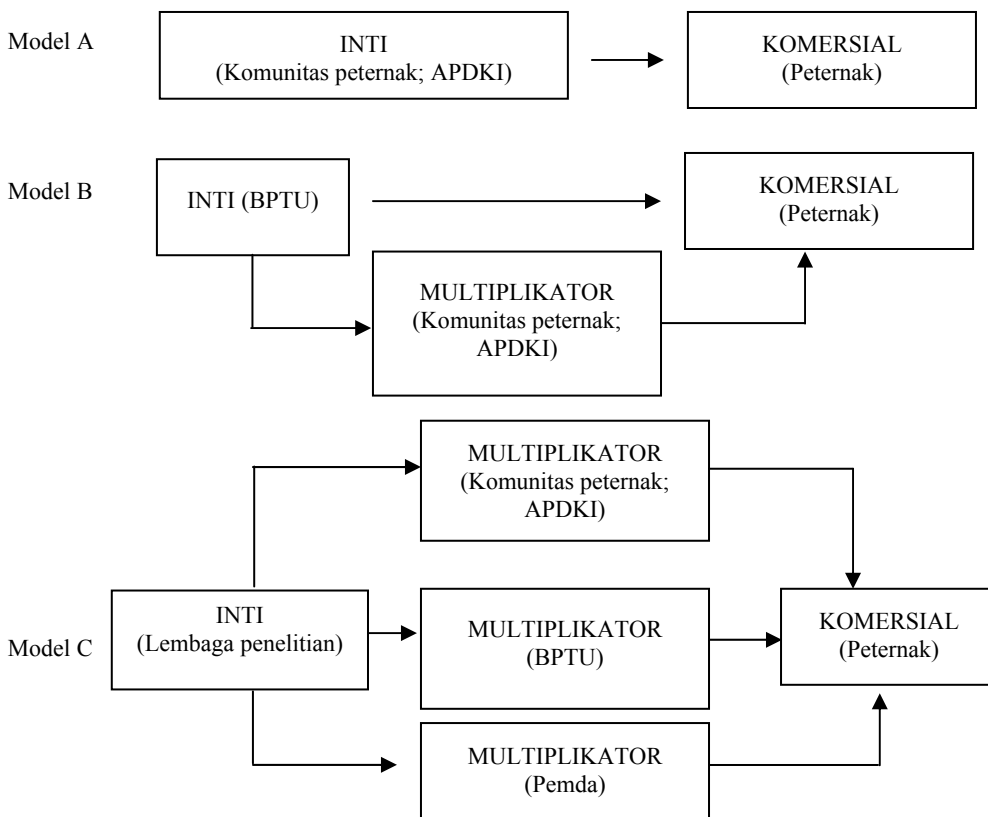 Model A
INTI
(Komunitas peternak; APDKI)
KOMERSIAL
(Peternak)
Model B
INTI (BPTU)
KOMERSIAL
(Peternak)
MULTIPLIKATOR
(Komunitas peternak;
APDKI)
MULTIPLIKATOR
(Komunitas peternak;
APDKI)
Model C
INTI
(Lembaga penelitian)
MULTIPLIKATOR
(BPTU)
KOMERSIAL
(Peternak)
MULTIPLIKATOR
(Pemda)